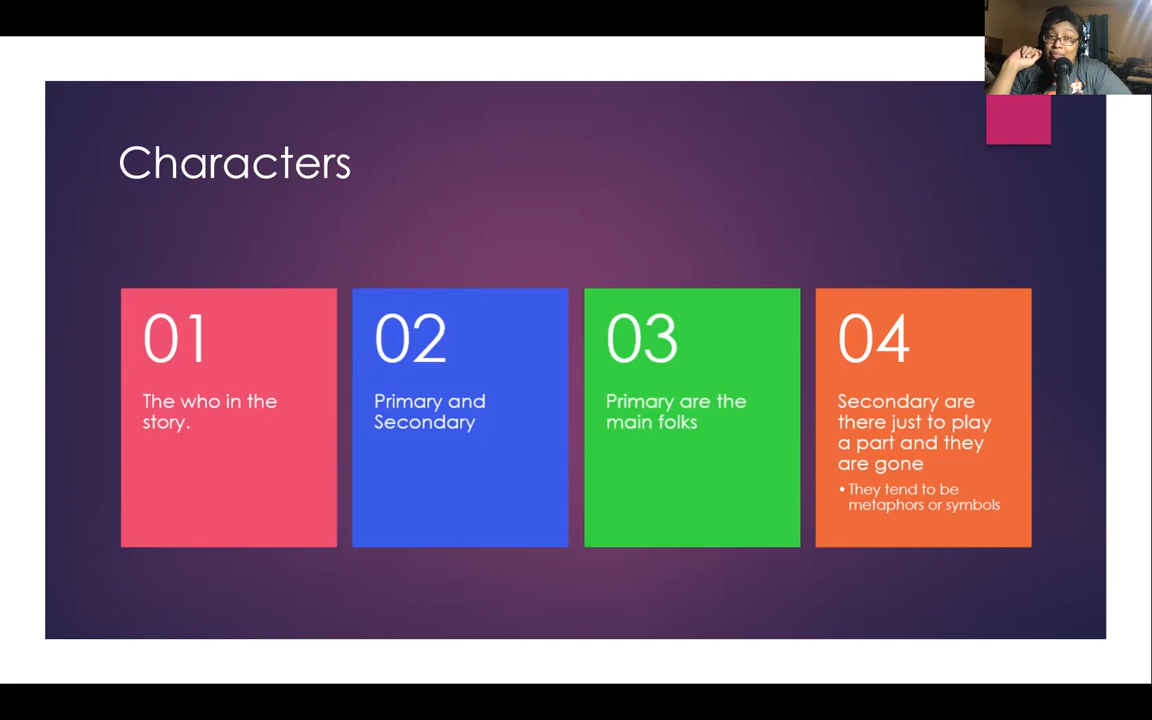 Characters
01
The who in the
story.
02
Primary and
Secondary
03
Primary are the
main folks
04
Secondary are
there just to play
a part and they
are gone
• They tend to be
metaphors or symbols